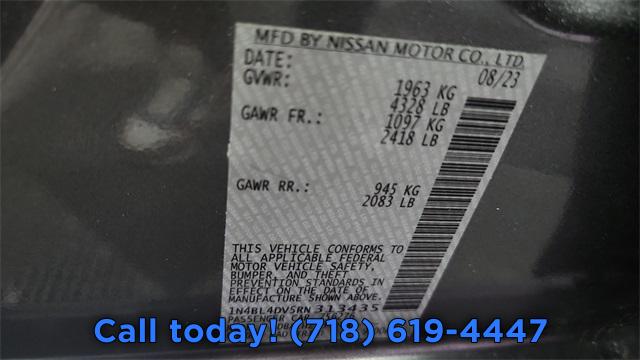 MFD BY NISSAN MOTOR CO., LTD.
DATE: 08/23
GVWR: 1963 KG
4328 LB
GAWR FR.: 1097 KG
2418 LB
GAWR RR.: 945 KG
2083 LB
THIS VEHICLE CONFORMS TO
ALL APPLICABLE FEDERAL
MOTOR VEHICLE SAFETY,
BUMPER, AND THEFT
PREVENTION STANDARDS IN
EFFECT ON THE DATE OF
MANUFACTURE SHOWN ABOVE.
1N4BL4DV5RN313435
PASSENGER CAR
Call today! (718) 619-4447